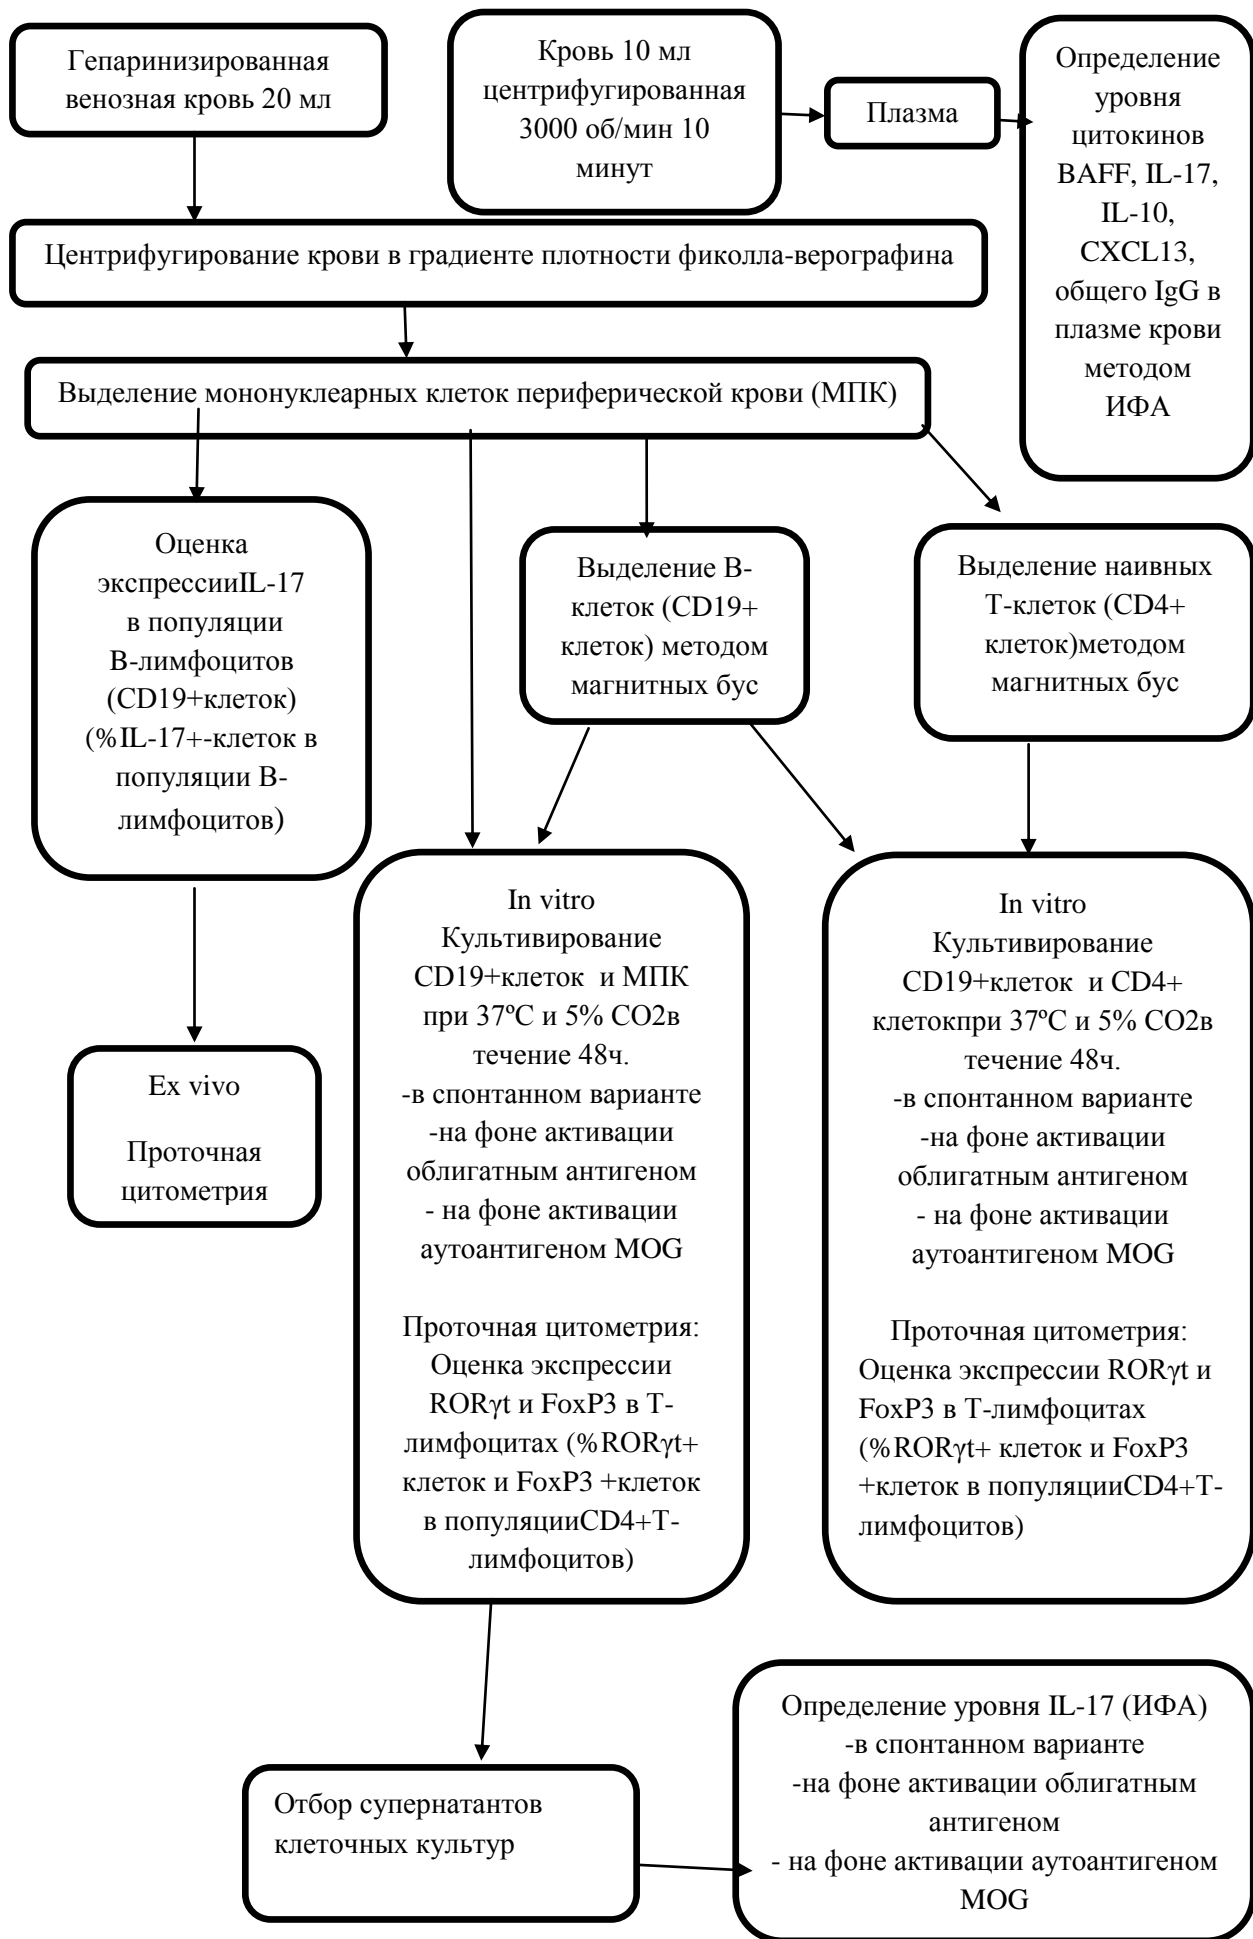 Гепаринизированная
венозная кровь 20 мл
Кровь 10 мл
центрифугированная
3000 об/мин 10
минут
Плазма
Определение
уровня
цитокинов
BAFF, IL-17,
IL-10,
CXCL13,
общего IgG в
плазме крови
методом
ИФА
Центрифугирование крови в градиенте плотности фиколла-верографина
Выделение мононуклеарных клеток периферической крови (МПК)
Оценка
экспрессииIL-17
в популяции
В-лимфоцитов
(CD19+клеток)
(%IL-17+-клеток в
популяции В-
лимфоцитов)
Выделение В-
клеток (CD19+
клеток) методом
магнитных бус
Выделение наивных
Т-клеток (CD4+
клеток)методом
магнитных бус
Ex vivo
Проточная
цитометрия
In vitro
Культивирование
CD19+клеток и МПК
при 37ºС и 5% СО2в
течение 48ч.
-в спонтанном варианте
-на фоне активации
облигатным антигеном
- на фоне активации
аутоантигеном MOG
Проточная цитометрия:
Оценка экспрессии
RORγt и FoxP3 в Т-
лимфоцитах (%RORγt+
клеток и FoxP3 +клеток
в популяцииCD4+Т-
лимфоцитов)
In vitro
Культивирование
CD19+клеток и CD4+
клетокпри 37ºС и 5% СО2в
течение 48ч.
-в спонтанном варианте
-на фоне активации
облигатным антигеном
- на фоне активации
аутоантигеном MOG
Проточная цитометрия:
Оценка экспрессии RORγt и
FoxP3 в Т-лимфоцитах
(%RORγt+ клеток и FoxP3
+клеток в популяцииCD4+Т-
лимфоцитов)
Отбор супернатантов
клеточных культур
Определение уровня IL-17 (ИФА)
-в спонтанном варианте
-на фоне активации облигатным
антигеном
- на фоне активации аутоантигеном
MOG